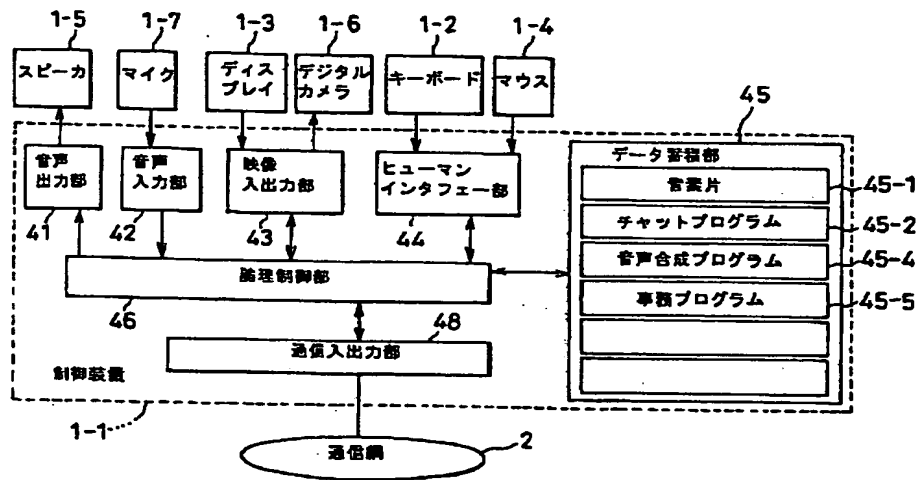 1-5
1-7
1-3
1-6
1-2
1-4
スピーカ
マイク
ディス
プレイ
デジタル
カメラ
キーボード
マウス
45
音声
出力部
音声
入力部
映像
入出力部
ヒューマン
インタフェー部
41
42
43
44
データ蓄積部
言葉片
45-1
チャットプログラム
45-2
音声合成プログラム
45-4
事務プログラム
45-5
論理制御部
46
48
通信入出力部
制御装置
1-1
通信網
2